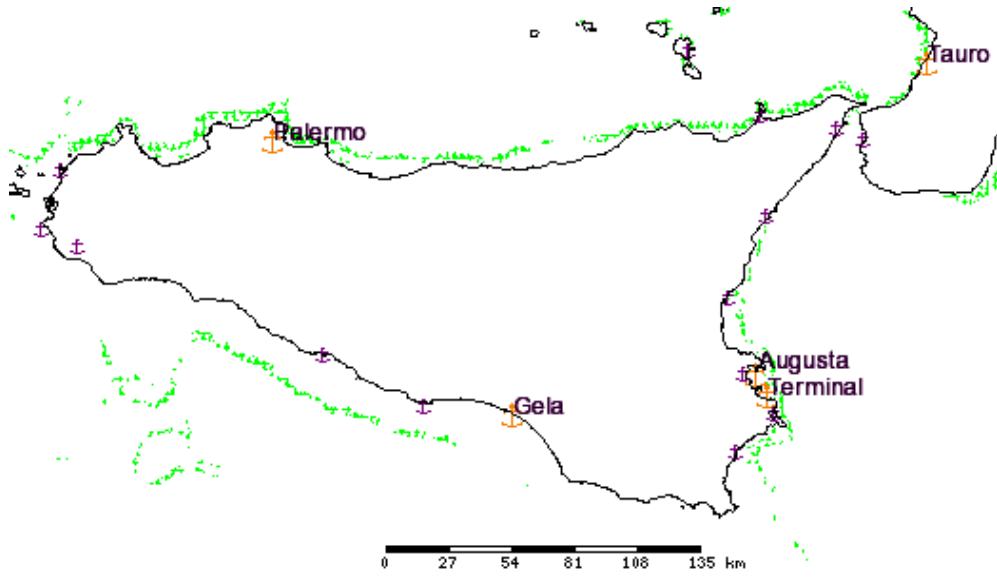 Tauro
Palermo
Augusta
Terminal
Gela
0 27 54 81 108 135 km